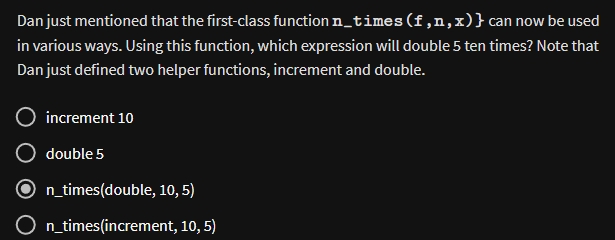 Dan just mentioned that the first-class function n_times(f,n,x)} can now be used
in various ways. Using this function, which expression will double 5 ten times? Note that
Dan just defined two helper functions, increment and double.
increment 10
double 5
n_times(double, 10, 5)
n_times(increment, 10, 5)